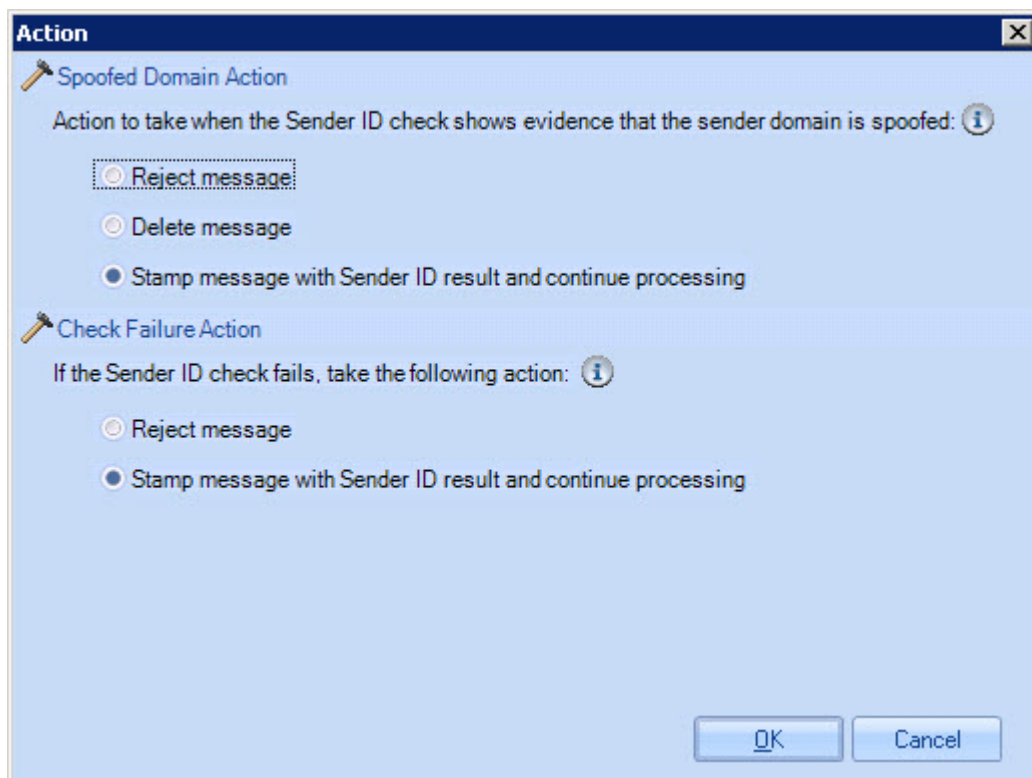 Action
Spoofed Domain Action
Action to take when the Sender ID check shows evidence that the sender domain is spoofed:
Reject message
Delete message
Stamp message with Sender ID result and continue processing
Check Failure Action
If the Sender ID check fails, take the following action:
Reject message
Stamp message with Sender ID result and continue processing
OK Cancel